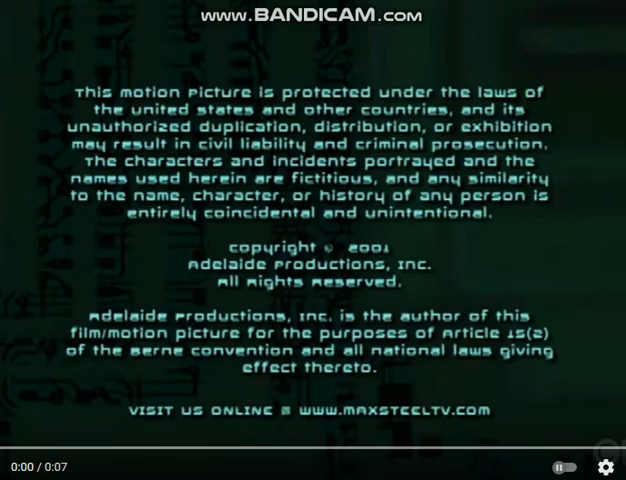 www.BANDICAM.com
This motion picture is protected under the laws of
the united states and other countries, and its
unauthorized duplication, distribution, or exhibition
may result in civil liability and criminal prosecution.
The characters and incidents portrayed and the
names used herein are fictitious, and any similarity
to the name, character, or history of any person is
entirely coincidental and unintentional.
copyright © 2001
Adelaide Productions, Inc.
All Rights Reserved.
Adelaide Productions, Inc. is the author of this
film/motion picture for the purposes of Article 15(2)
of the Berne convention and all national laws giving
effect thereto.
VISIT US ONLINE @ WWW.MAXSTEELTV.COM
0:00 / 0:07